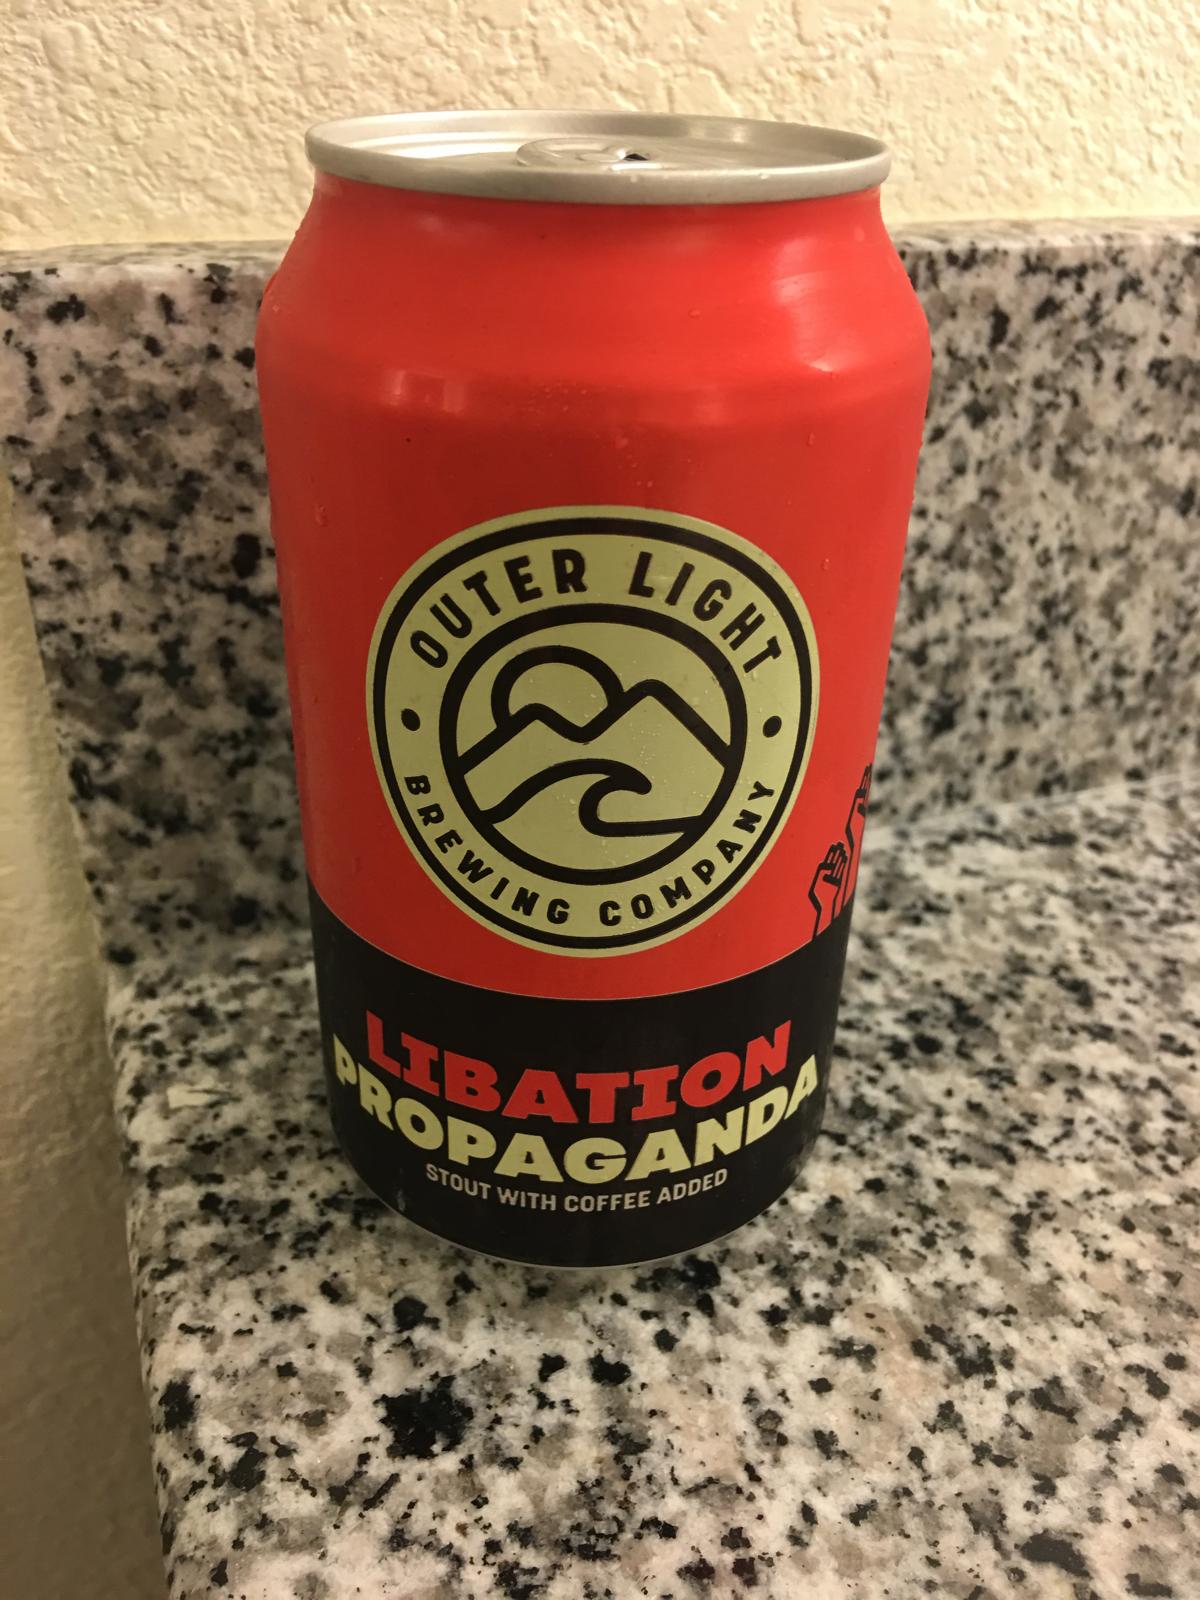 OUTER LIGHT
BREWING COMPANY
LIBATION
PROPAGANDA
STOUT WITH COFFEE ADDED